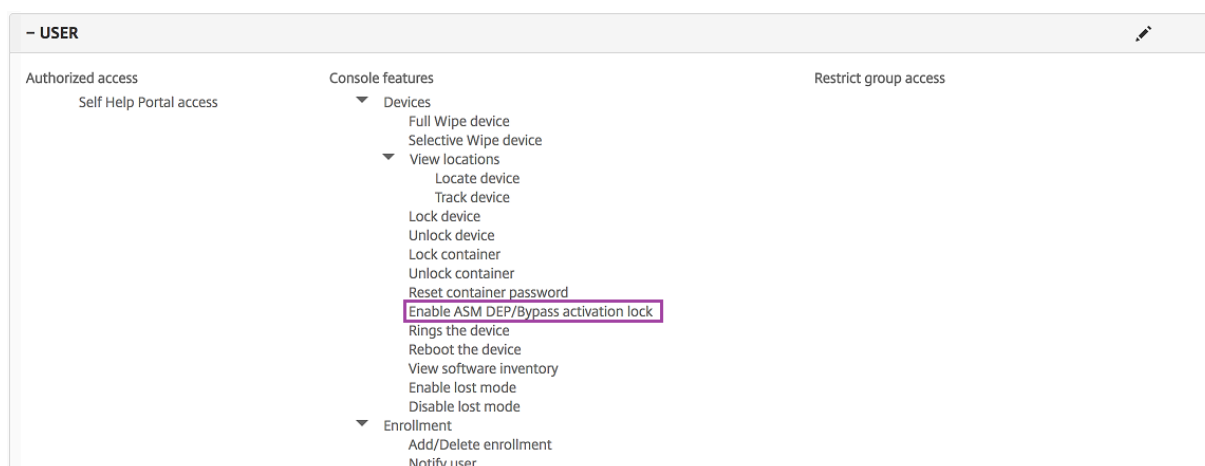 – USER
Authorized access
Self Help Portal access
Console features
Devices
Full Wipe device
Selective Wipe device
View locations
Locate device
Track device
Lock device
Unlock device
Lock container
Unlock container
Reset container password
Enable ASM DEP/Bypass activation lock
Rings the device
Reboot the device
View software inventory
Enable lost mode
Disable lost mode
Enrollment
Add/Delete enrollment
Notify user
Restrict group access